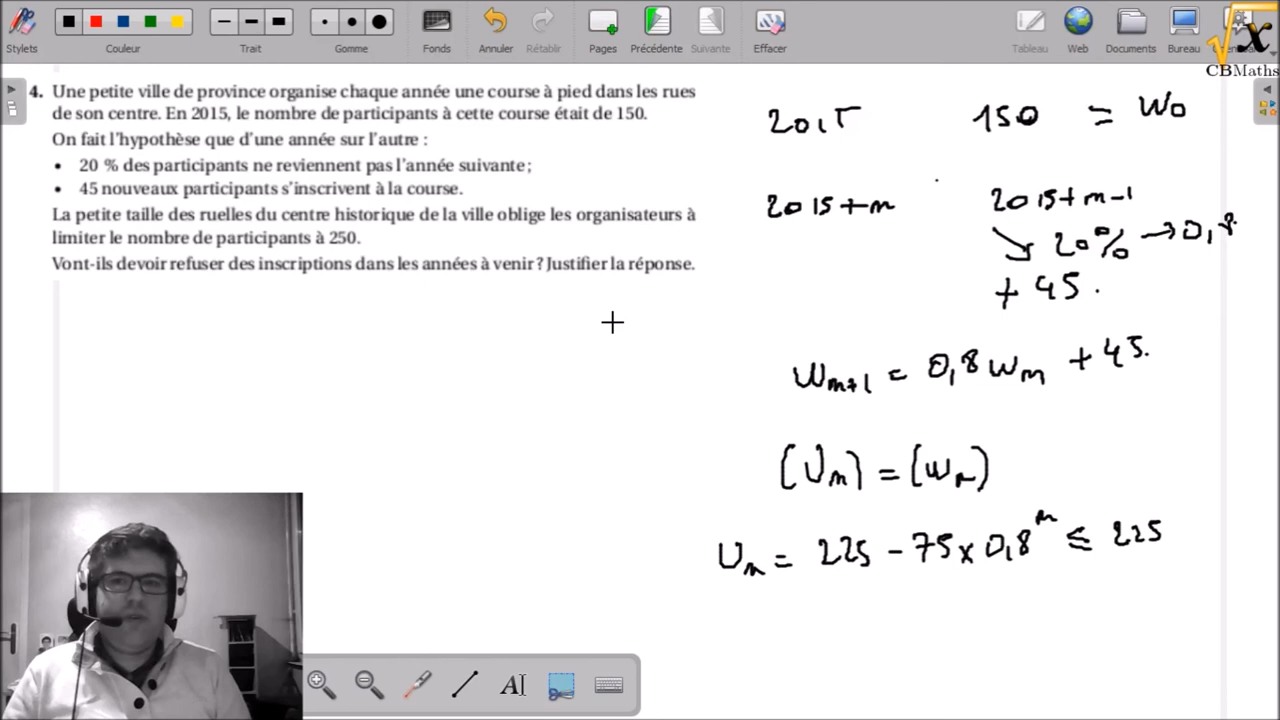 Stylets
Couleur
Trait
Gomme
Fonds
Annuler
Rétablir
Pages
Précédente
Suivante
Effacer
Tableau
Web
Documents
Bureau
√x
CBMaths
4. Une petite ville de province organise chaque année une course à pied dans les rues
de son centre. En 2015, le nombre de participants à cette course était de 150.
On fait l'hypothèse que d'une année sur l'autre :
• 20 % des participants ne reviennent pas l'année suivante ;
• 45 nouveaux participants s'inscrivent à la course.
La petite taille des ruelles du centre historique de la ville oblige les organisateurs à
limiter le nombre de participants à 250.
Vont-ils devoir refuser des inscriptions dans les années à venir ? Justifier la réponse.
2015 150 = W0
2015+n 2015+n-1
↘ 20% → 0,8
+ 45.
Wn+1 = 0,8 Wn + 45.
(Un) = (Wn)
Un = 225 - 75 × 0,8^n ≤ 225
AI